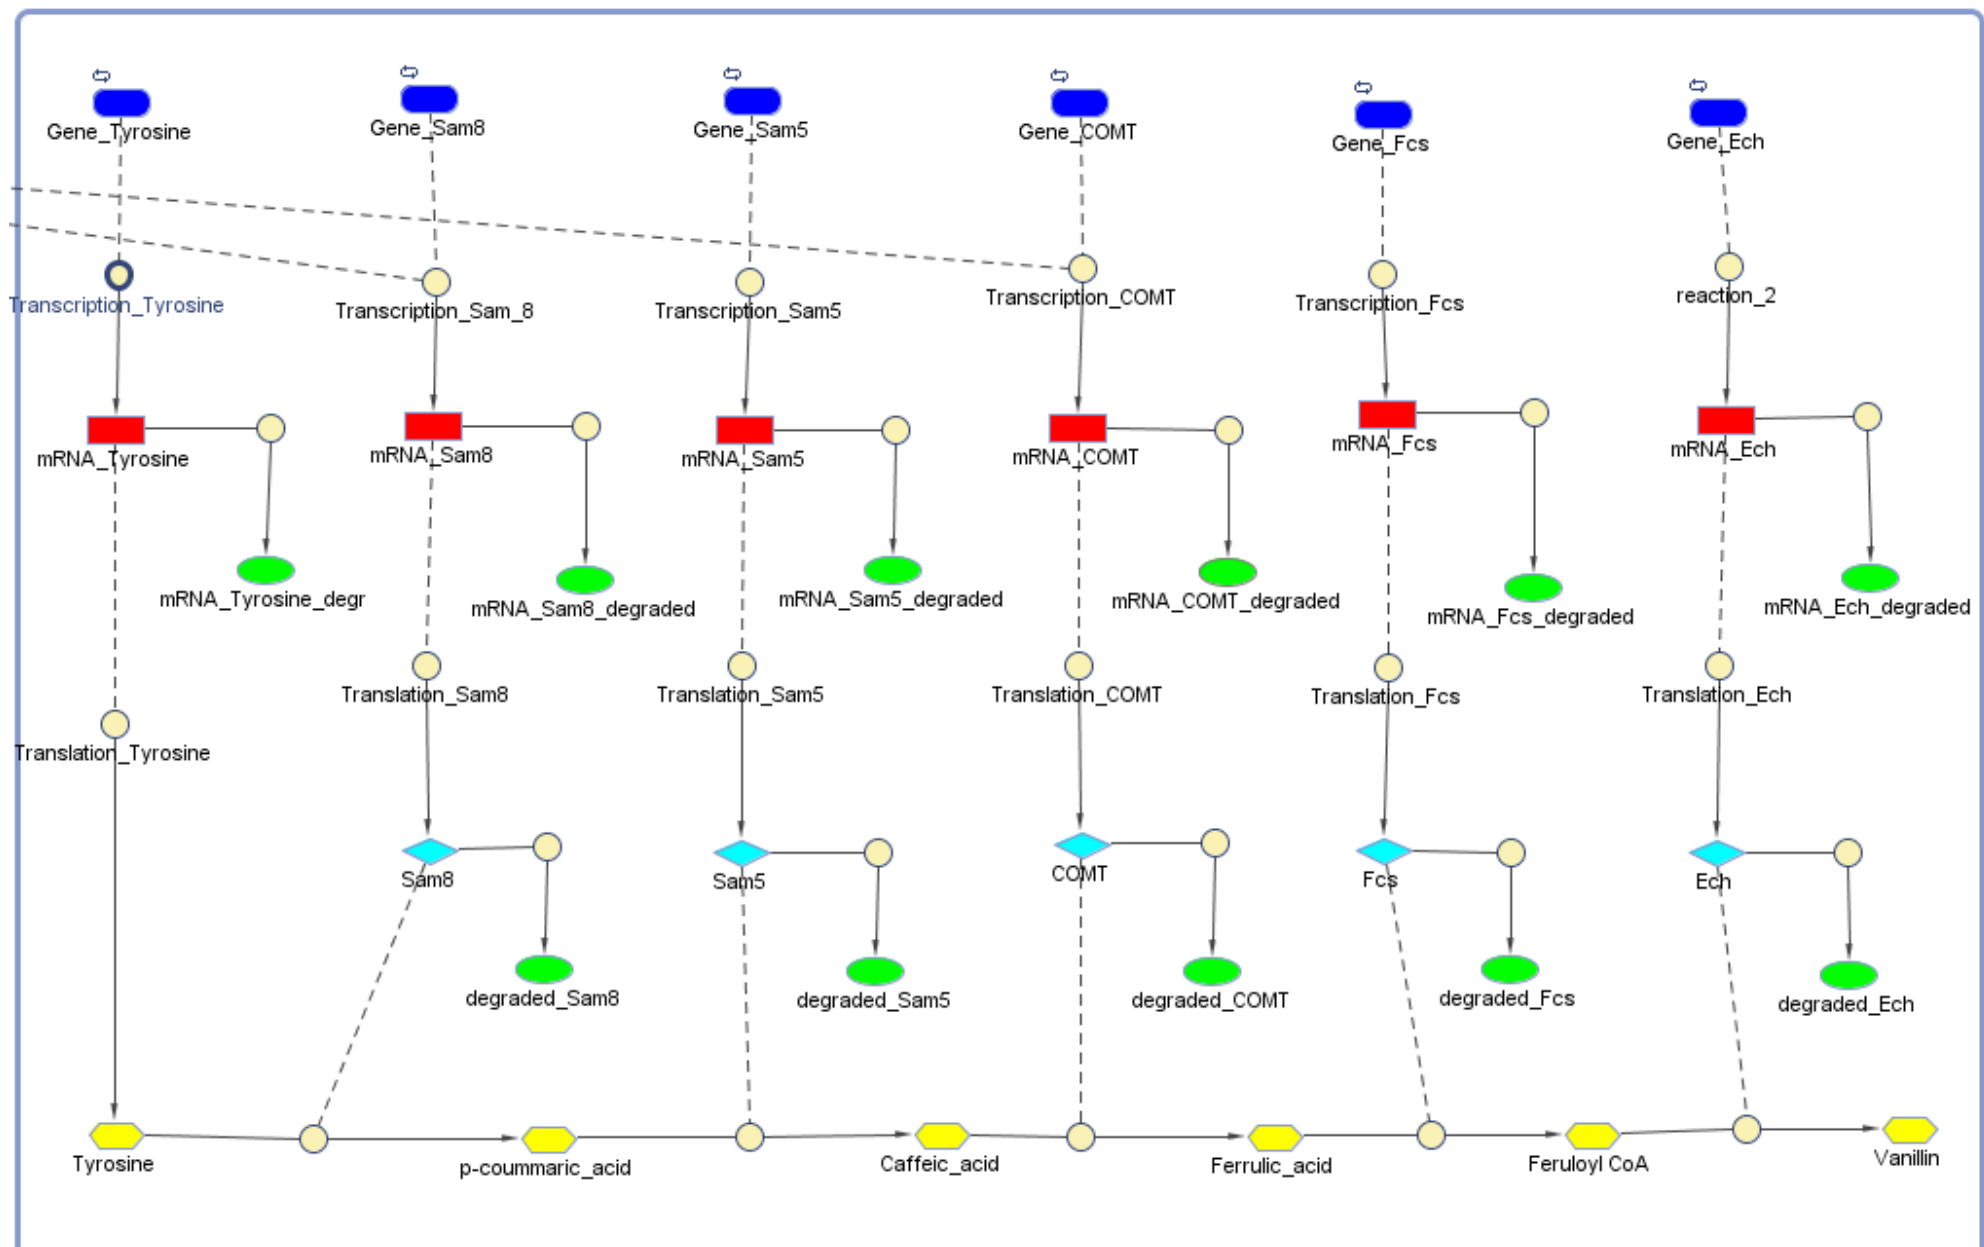 Gene_Tyrosine
Gene_Sam8
Gene_Sam5
Gene_COMT
Gene_Fcs
Gene_Ech
Transcription_Tyrosine
Transcription_Sam_8
Transcription_Sam5
Transcription_COMT
Transcription_Fcs
reaction_2
mRNA_Tyrosine
mRNA_Sam8
mRNA_Sam5
mRNA_COMT
mRNA_Fcs
mRNA_Ech
mRNA_Tyrosine_degr
mRNA_Sam8_degraded
mRNA_Sam5_degraded
mRNA_COMT_degraded
mRNA_Fcs_degraded
mRNA_Ech_degraded
Translation_Tyrosine
Translation_Sam8
Translation_Sam5
Translation_COMT
Translation_Fcs
Translation_Ech
Sam8
Sam5
COMT
Fcs
Ech
degraded_Sam8
degraded_Sam5
degraded_COMT
degraded_Fcs
degraded_Ech
Tyrosine
p-coummaric_acid
Caffeic_acid
Ferrulic_acid
Feruloyl CoA
Vanillin